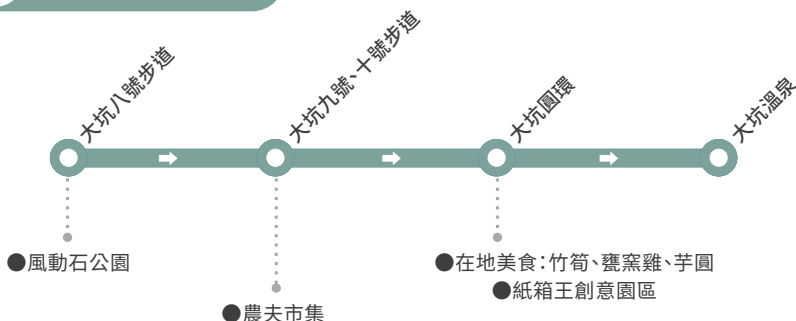 大坑八號步道
大坑九號、十號步道
大坑圓環
大坑溫泉
●風動石公園
●農夫市集
●在地美食:竹筍、甕窯雞、芋圓
●紙箱王創意園區